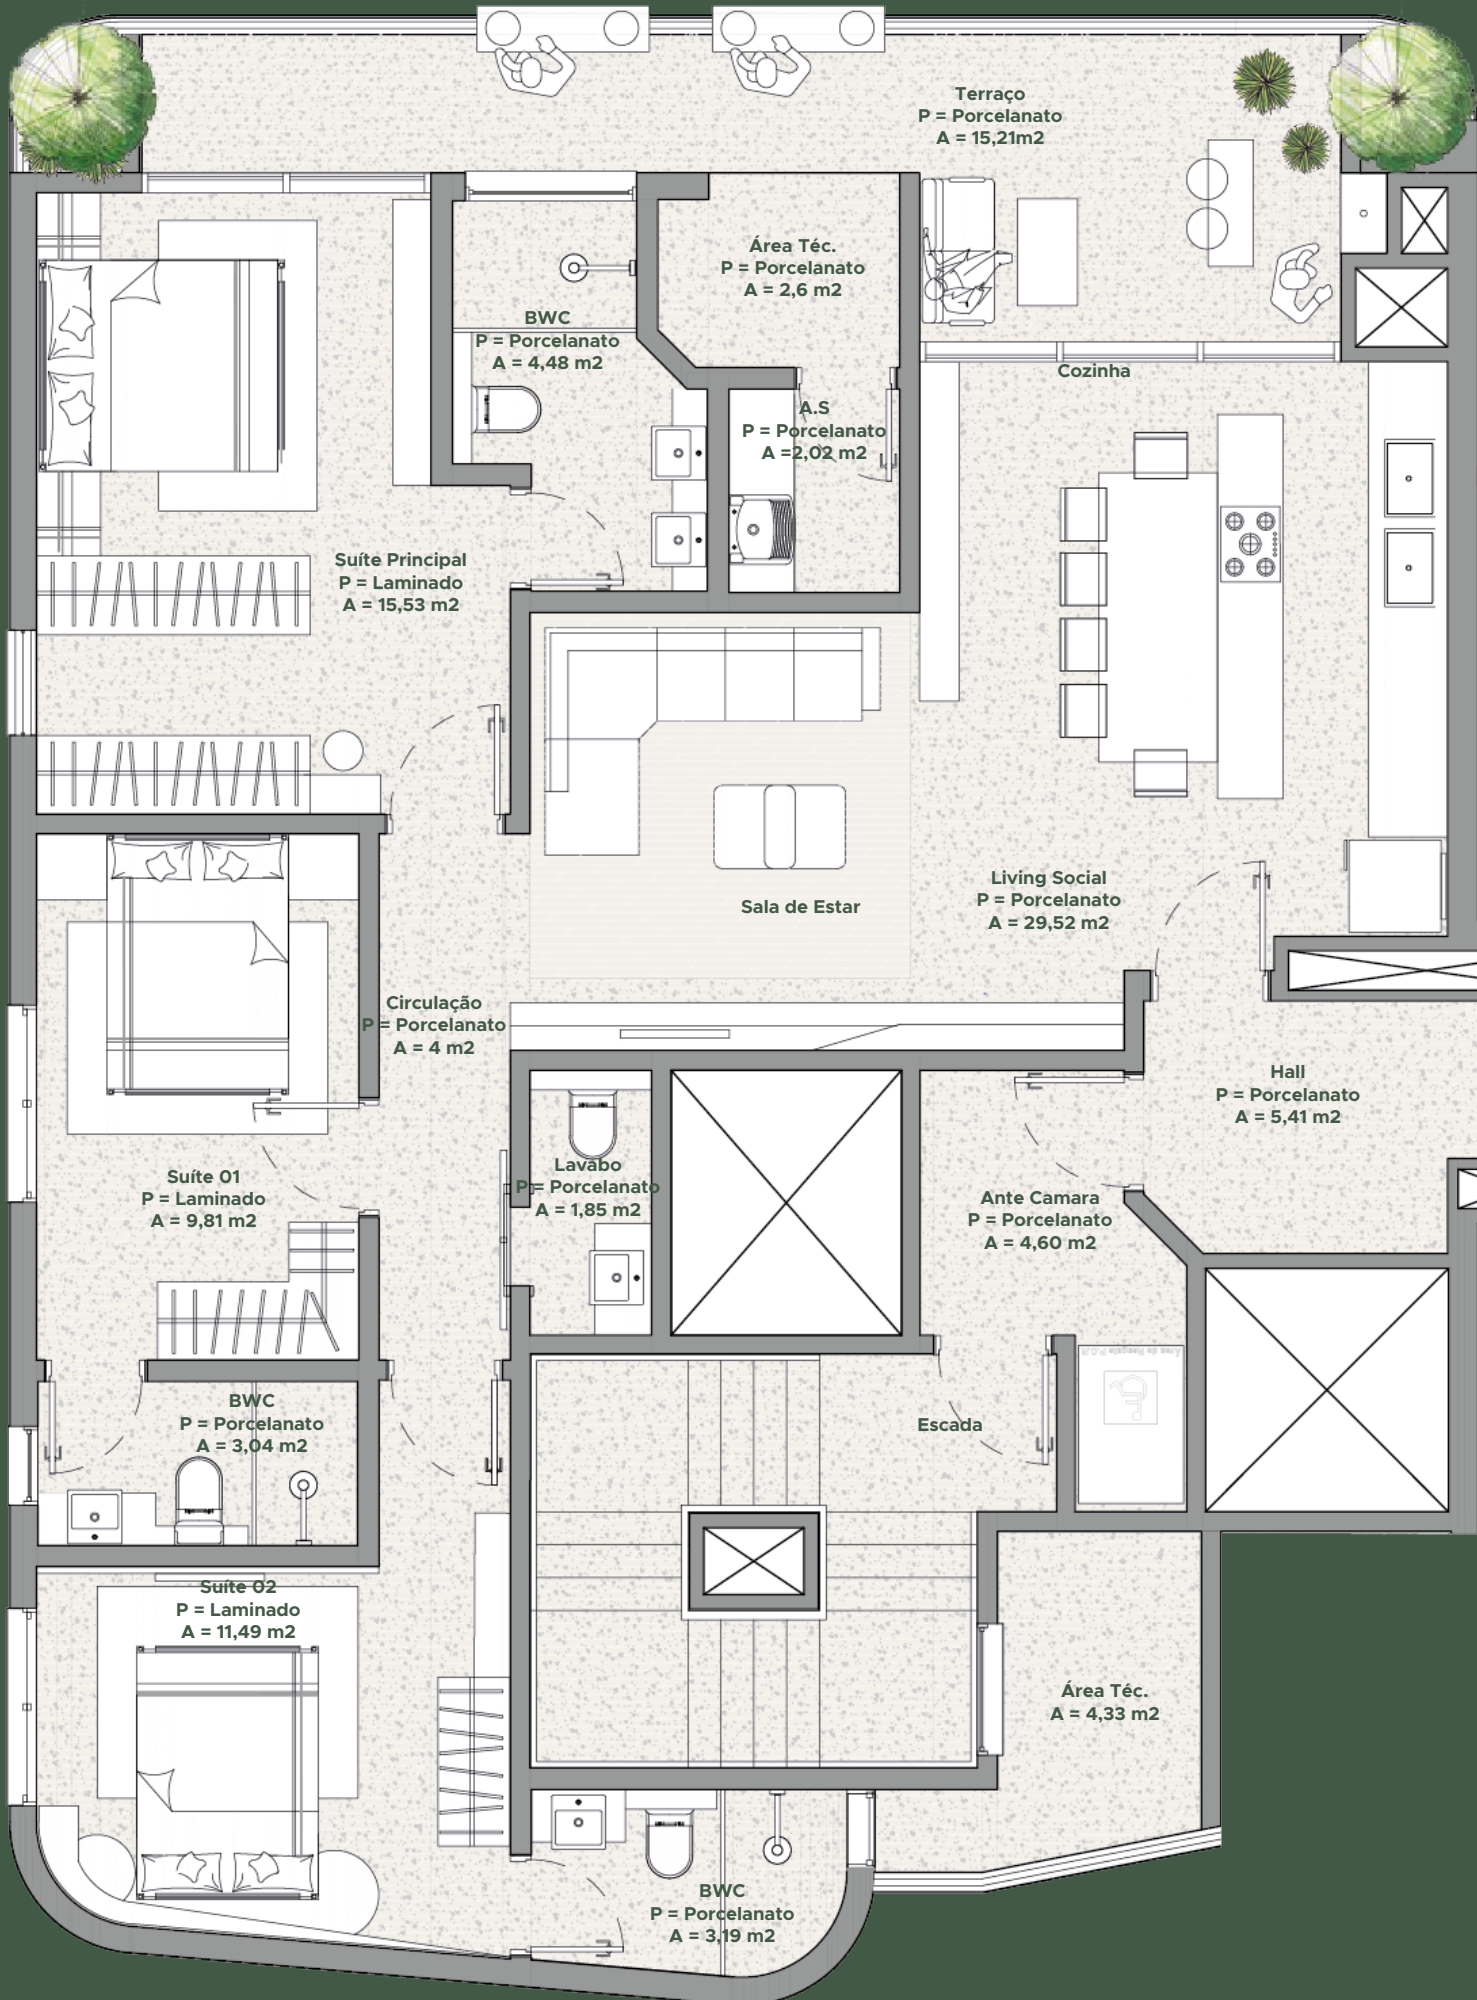 Terraço
P = Porcelanato
A = 15,21m2
Área Téc.
P = Porcelanato
A = 2,6 m2
BWC
P = Porcelanato
A = 4,48 m2
Cozinha
A.S
P = Porcelanato
A =2,02 m2
Suíte Principal
P = Laminado
A = 15,53 m2
Living Social
P = Porcelanato
A = 29,52 m2
Sala de Estar
Circulação
P = Porcelanato
A = 4 m2
Hall
P = Porcelanato
A = 5,41 m2
Suíte 01
P = Laminado
A = 9,81 m2
Lavabo
P = Porcelanato
A = 1,85 m2
Ante Camara
P = Porcelanato
A = 4,60 m2
BWC
P = Porcelanato
A = 3,04 m2
Escada
Suíte 02
P = Laminado
A = 11,49 m2
Área Téc.
A = 4,33 m2
BWC
P = Porcelanato
A = 3,19 m2